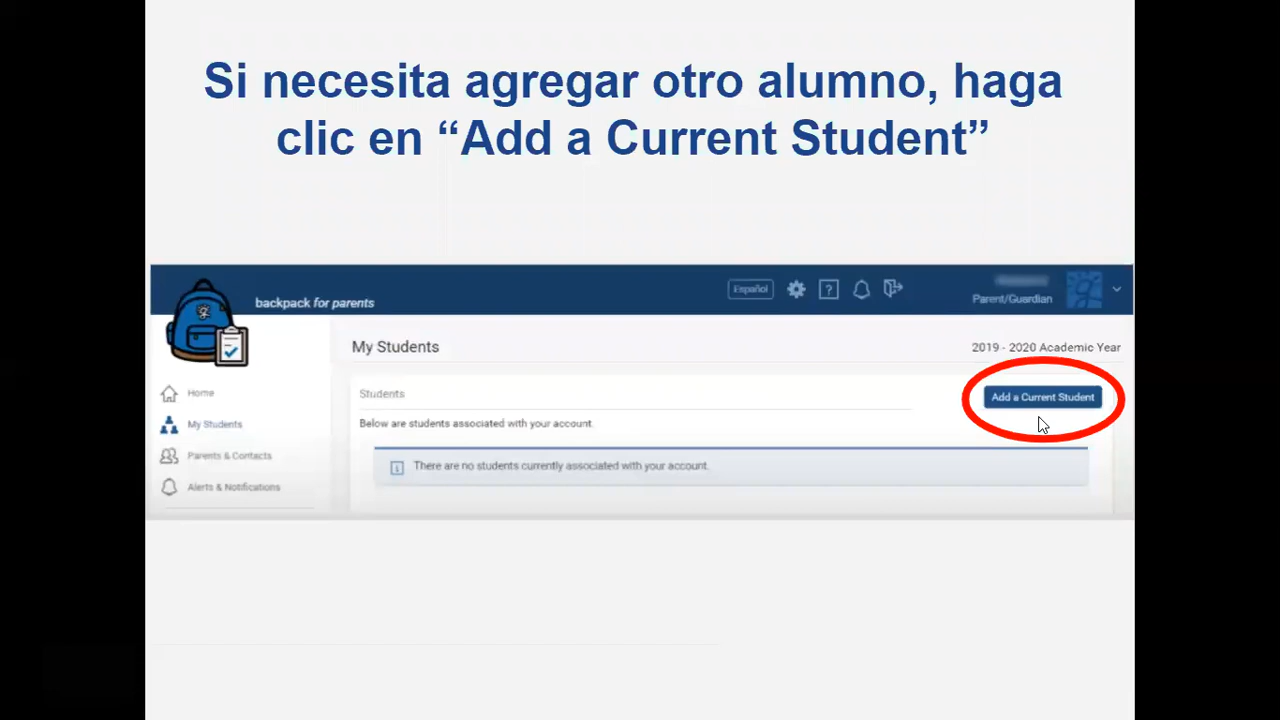 Si necesita agregar otro alumno, haga
clic en “Add a Current Student”
backpack for parents
Español
?
Parent/Guardian
My Students
2019 - 2020 Academic Year
Home
My Students
Parents & Contacts
Alerts & Notifications
Students
Add a Current Student
Below are students associated with your account.
There are no students currently associated with your account.